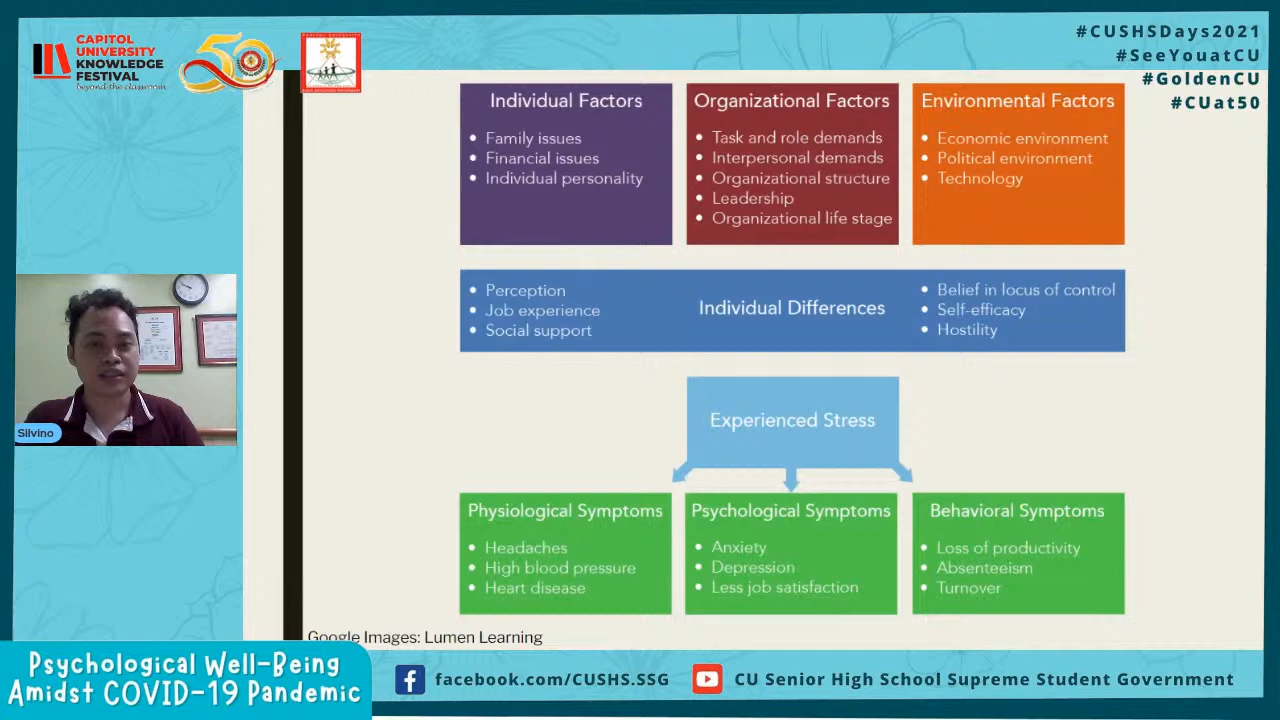 CAPITOL
UNIVERSITY
KNOWLEDGE
FESTIVAL
beyond the classroom
50
#CUSHSDays2021
#SeeYouatCU
#GoldenCU
#CUat50
Individual Factors
• Family issues
• Financial issues
• Individual personality
Organizational Factors
• Task and role demands
• Interpersonal demands
• Organizational structure
• Leadership
• Organizational life stage
Environmental Factors
• Economic environment
• Political environment
• Technology
• Perception
• Job experience
• Social support
Individual Differences
• Belief in locus of control
• Self-efficacy
• Hostility
Silvino
Experienced Stress
Physiological Symptoms
• Headaches
• High blood pressure
• Heart disease
Psychological Symptoms
• Anxiety
• Depression
• Less job satisfaction
Behavioral Symptoms
• Loss of productivity
• Absenteeism
• Turnover
Google Images: Lumen Learning
Psychological Well-Being
Amidst COVID-19 Pandemic
facebook.com/CUSHS.SSG
CU Senior High School Supreme Student Government